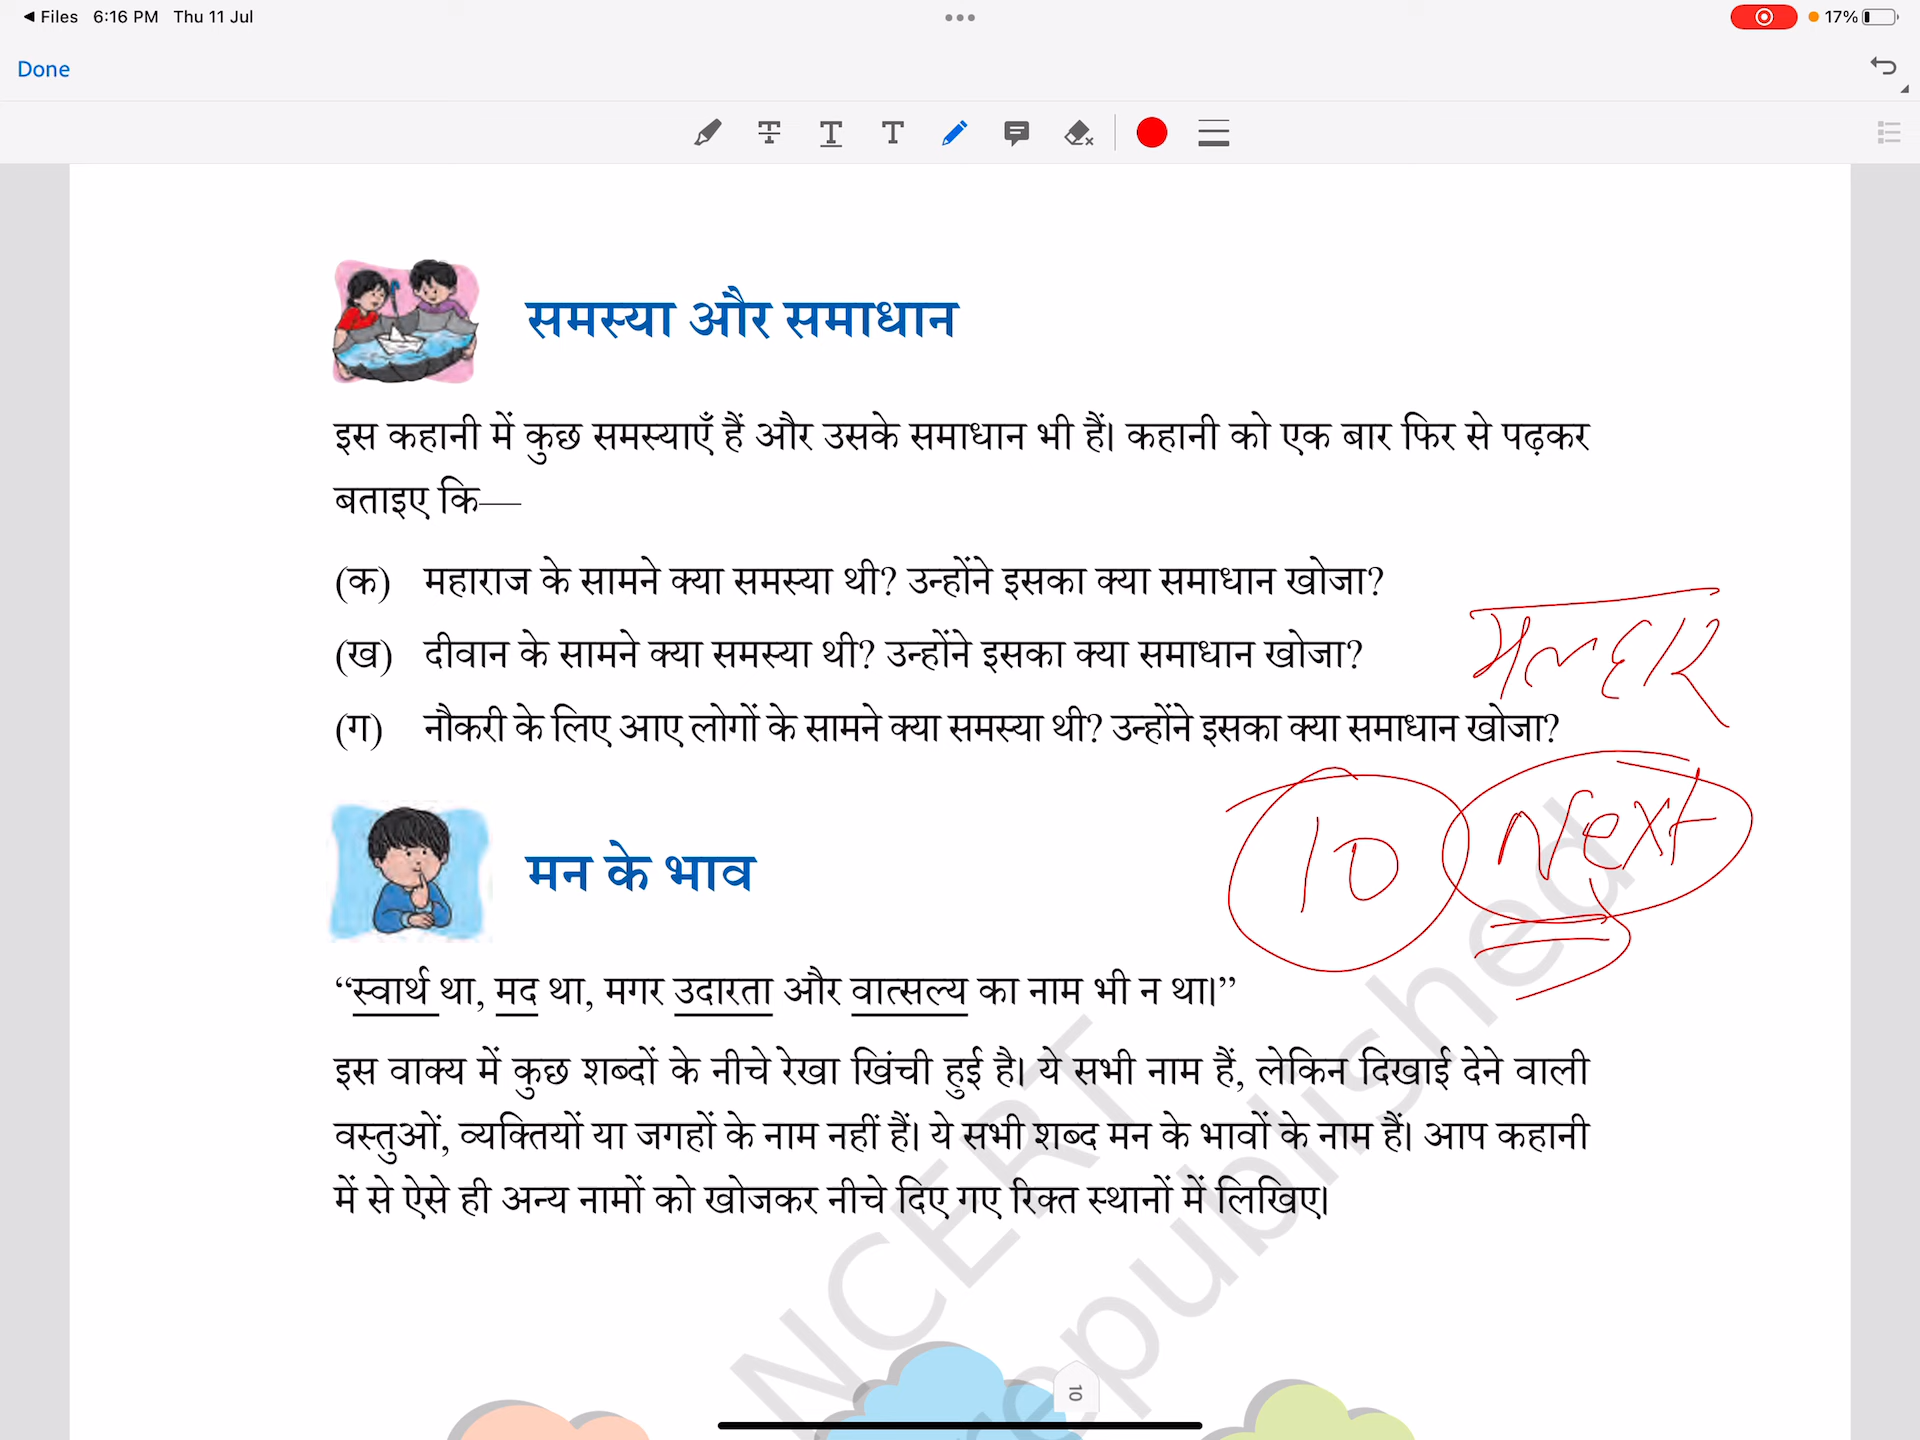 Files 6:16 PM Thu 11 Jul
17%
Done
समस्या और समाधान
इस कहानी में कुछ समस्याएँ हैं और उसके समाधान भी हैं। कहानी को एक बार फिर से पढ़कर
बताइए कि—
(क) महाराज के सामने क्या समस्या थी? उन्होंने इसका क्या समाधान खोजा?
(ख) दीवान के सामने क्या समस्या थी? उन्होंने इसका क्या समाधान खोजा?
मल्हार
(ग) नौकरी के लिए आए लोगों के सामने क्या समस्या थी? उन्होंने इसका क्या समाधान खोजा?
10 Next
मन के भाव
“स्वार्थ था, मद था, मगर उदारता और वात्सल्य का नाम भी न था।”
इस वाक्य में कुछ शब्दों के नीचे रेखा खिंची हुई है। ये सभी नाम हैं, लेकिन दिखाई देने वाली
वस्तुओं, व्यक्तियों या जगहों के नाम नहीं हैं। ये सभी शब्द मन के भावों के नाम हैं। आप कहानी
में से ऐसे ही अन्य नामों को खोजकर नीचे दिए गए रिक्त स्थानों में लिखिए।
NCERT
republished
10